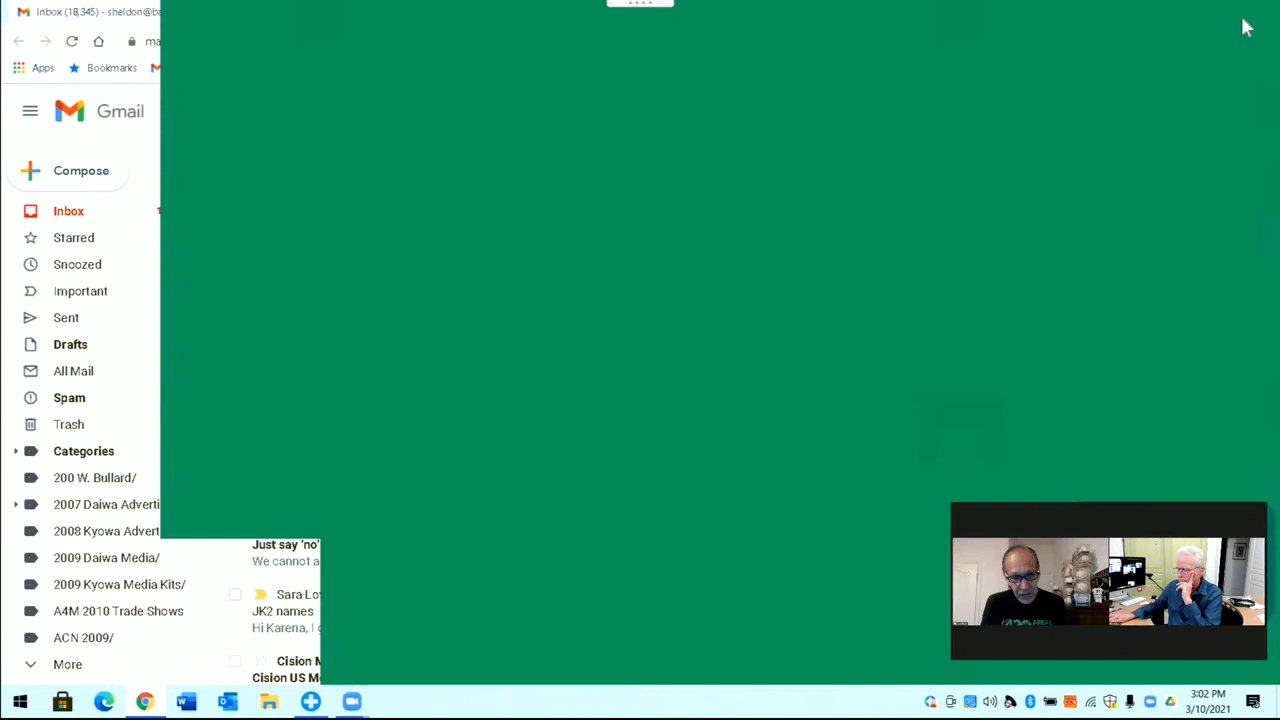 Inbox (18,345) - sheldon@ba
ma
Apps
Bookmarks
Gmail
Compose
Inbox
Starred
Snoozed
Important
Sent
Drafts
All Mail
Spam
Trash
Categories
200 W. Bullard/
2007 Daiwa Adverti
2008 Kyowa Advert
2009 Daiwa Media/
2009 Kyowa Media Kits/
A4M 2010 Trade Shows
ACN 2009/
More
Just say 'no'
We cannot a
Sara Lo
JK2 names
Hi Karena, I
Cision M
Cision US M
AREA
3:02 PM
3/10/2021